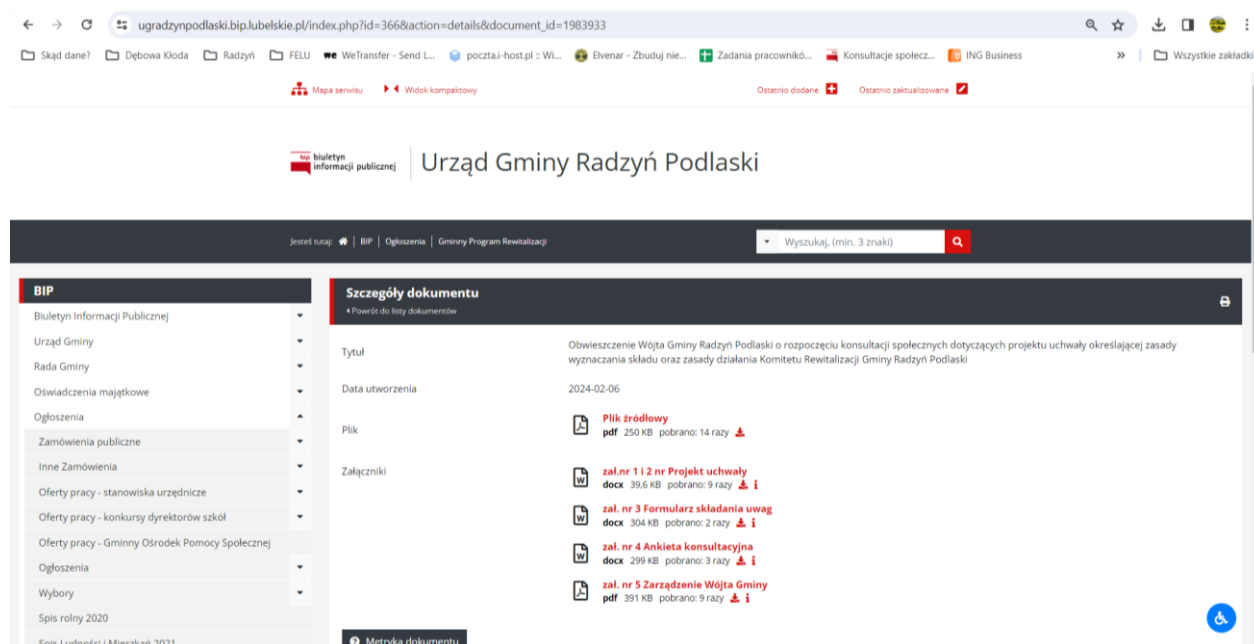 ugradzynpodlaski.bip.lubelskie.pl/index.php?id=366&action=details&document_id=1983933
Skąd dane? Dębowa Kłoda Radzyń FELU we WeTransfer - Send L... poczta.i-host.pl :: Wi... Elvenar - Zbuduj nie... Zadania pracownikó... Konsultacje społecz... ING Business » Wszystkie zakładki
Mapa serwisu Widok kompaktowy Ostatnio dodane Ostatnio zaktualizowane
bip biuletyn
informacji publicznej
Urząd Gminy Radzyń Podlaski
Jesteś tutaj: | BIP | Ogłoszenia | Gminny Program Rewitalizacji
Wyszukaj, (min. 3 znaki)
BIP
Biuletyn Informacji Publicznej
Urząd Gminy
Rada Gminy
Oświadczenia majątkowe
Ogłoszenia
Zamówienia publiczne
Inne Zamówienia
Oferty pracy - stanowiska urzędnicze
Oferty pracy - konkursy dyrektorów szkół
Oferty pracy - Gminny Ośrodek Pomocy Społecznej
Ogłoszenia
Wybory
Spis rolny 2020
Spis Ludności i Mieszkań 2021
Szczegóły dokumentu
Powrót do listy dokumentów
Tytuł
Obwieszczenie Wójta Gminy Radzyń Podlaski o rozpoczęciu konsultacji społecznych dotyczących projektu uchwały określającej zasady
wyznaczania składu oraz zasady działania Komitetu Rewitalizacji Gminy Radzyń Podlaski
Data utworzenia
2024-02-06
Plik
Plik źródłowy
pdf 250 KB pobrano: 14 razy
Załączniki
zał.nr 1 i 2 nr Projekt uchwały
docx 39,6 KB pobrano: 9 razy
zał. nr 3 Formularz składania uwag
docx 304 KB pobrano: 2 razy
zał. nr 4 Ankieta konsultacyjna
docx 299 KB pobrano: 3 razy
zał. nr 5 Zarządzenie Wójta Gminy
pdf 391 KB pobrano: 9 razy
Metryka dokumentu